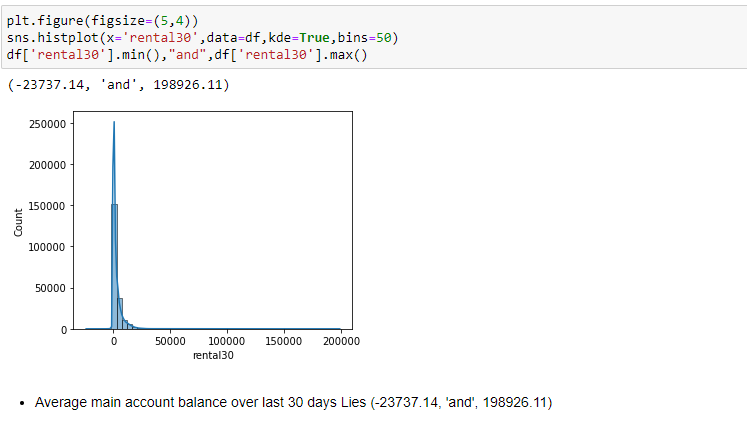 plt.figure(figsize=(5,4))
sns.histplot(x='rental30',data=df,kde=True,bins=50)
df['rental30'].min(),"and",df['rental30'].max()
(-23737.14, 'and', 198926.11)
250000
200000
150000
100000
50000
0
Count
0 50000 100000 150000 200000
rental30
• Average main account balance over last 30 days Lies (-23737.14, 'and', 198926.11)